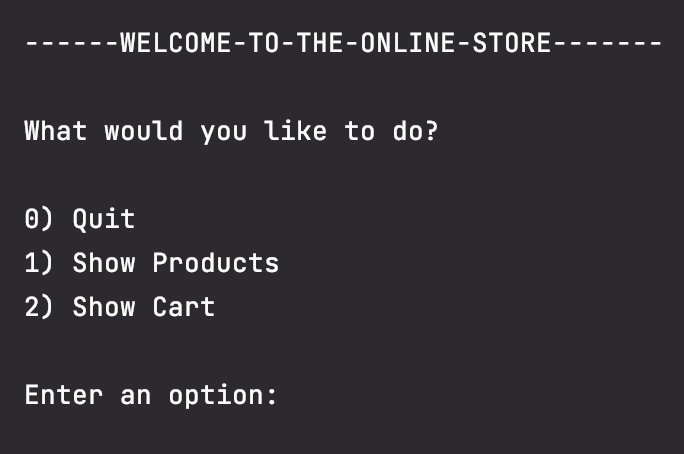 ------WELCOME-TO-THE-ONLINE-STORE-------
What would you like to do?
0) Quit
1) Show Products
2) Show Cart
Enter an option: